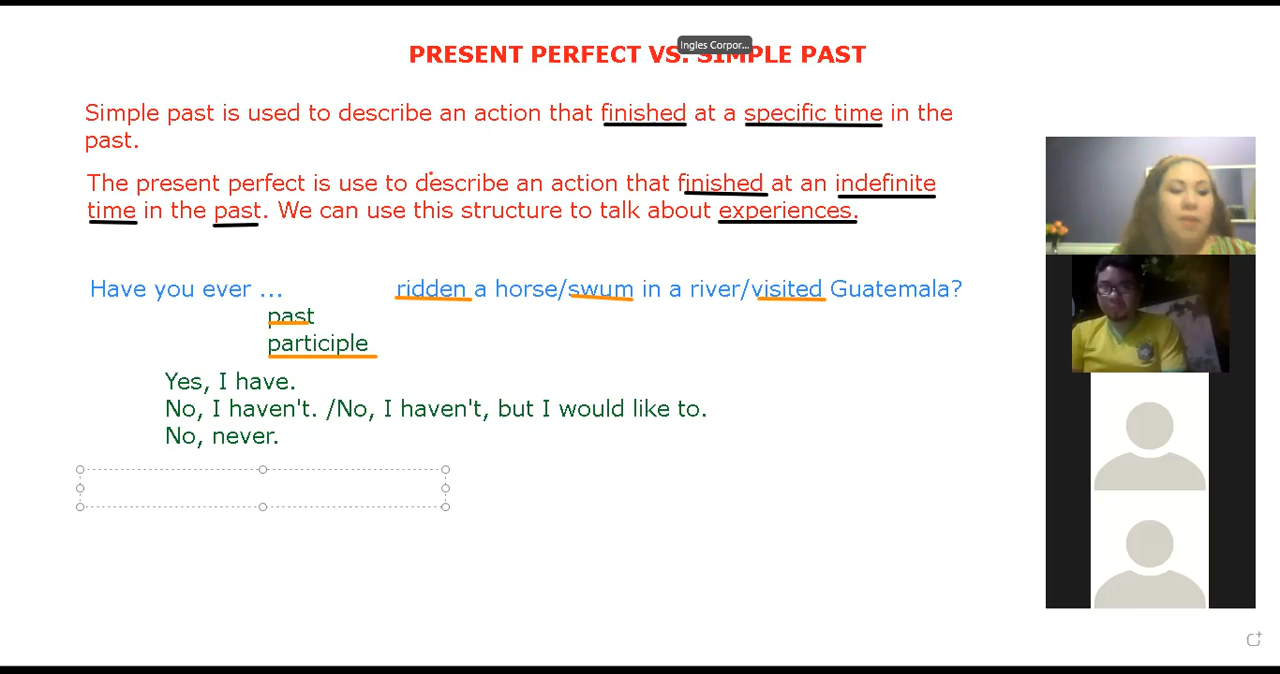 Ingles Corpor...
PRESENT PERFECT VS. SIMPLE PAST
Simple past is used to describe an action that finished at a specific time in the
past.
The present perfect is use to describe an action that finished at an indefinite
time in the past. We can use this structure to talk about experiences.
Have you ever ... ridden a horse/swum in a river/visited Guatemala?
past
participle
Yes, I have.
No, I haven't. /No, I haven't, but I would like to.
No, never.